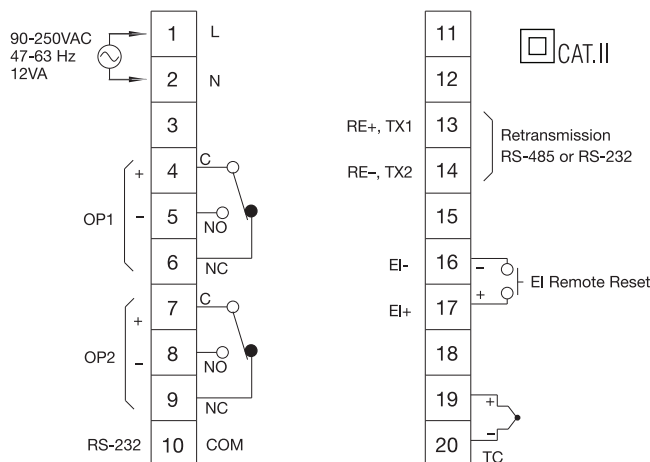 90-250VAC
47-63 Hz
12VA
1 L
2 N
3
OP1
+ 4 C
− 5 NO
6 NC
OP2
+ 7 C
− 8 NO
9 NC
RS-232 10 COM
11
CAT.II
12
RE+, TX1 13
RE−, TX2 14
Retransmission
RS-485 or RS-232
15
EI- 16 −
EI Remote Reset
EI+ 17 +
18
19 +
20 −
TC